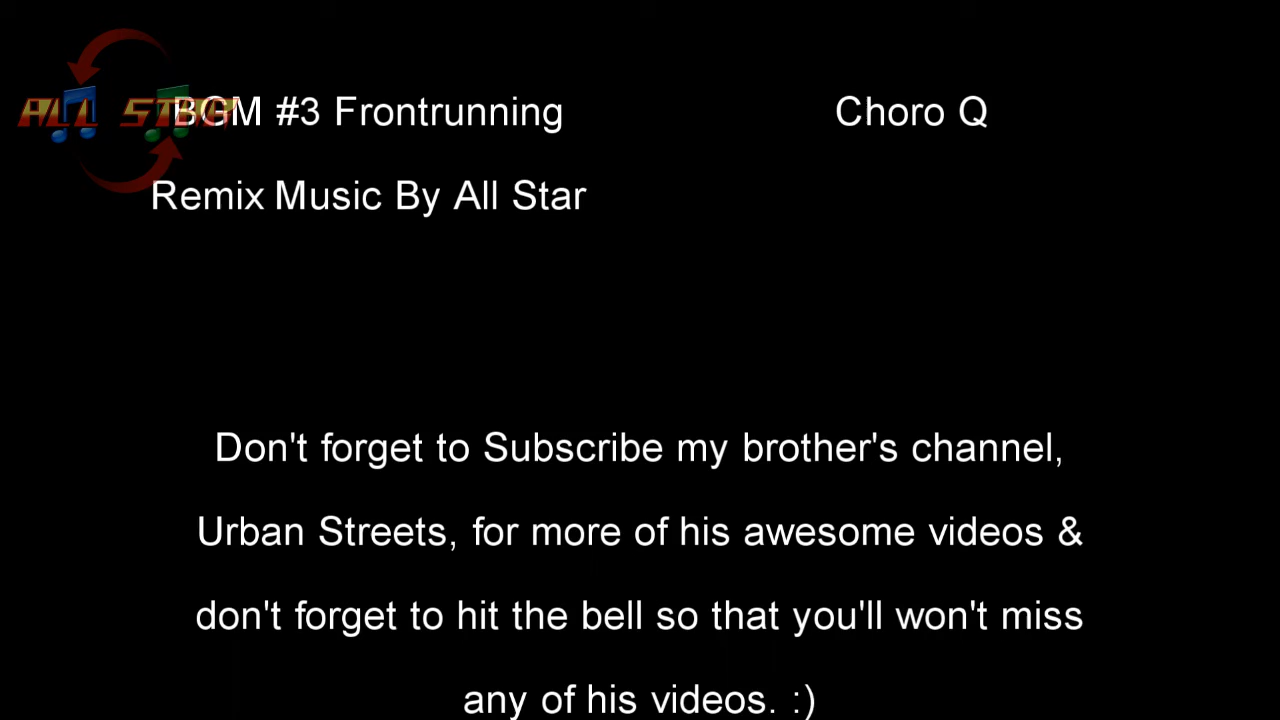 ALL STAR
BGM #3 Frontrunning Choro Q
Remix Music By All Star
Don't forget to Subscribe my brother's channel,
Urban Streets, for more of his awesome videos &
don't forget to hit the bell so that you'll won't miss
any of his videos. :)